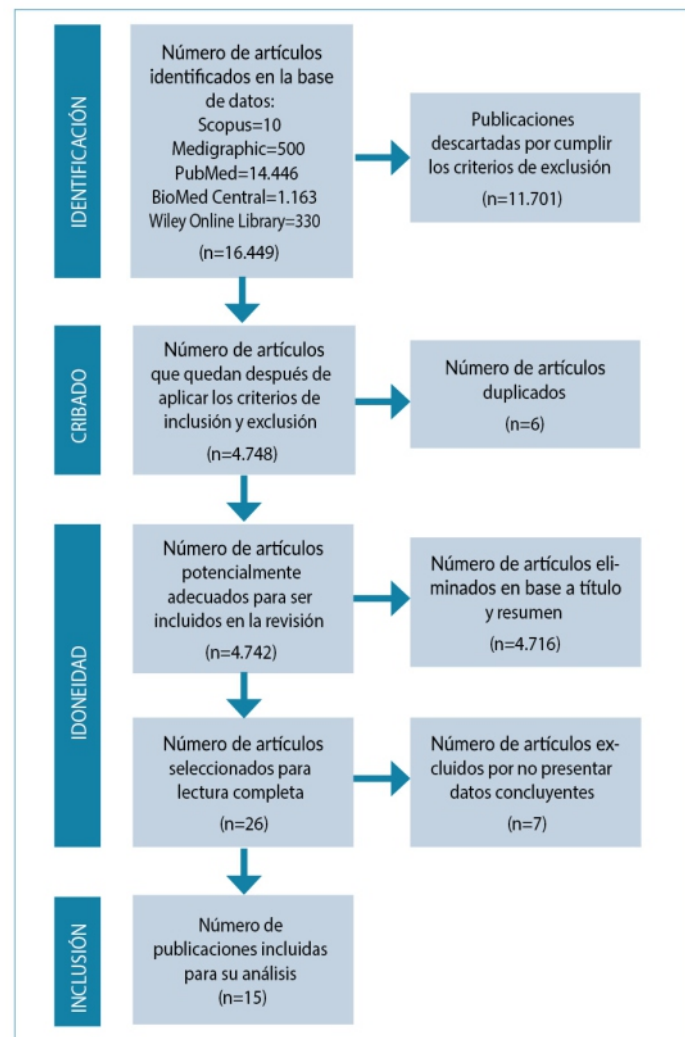 IDENTIFICACIÓN
Número de artículos
identificados en la base
de datos:
Scopus=10
Medigraphic=500
PubMed=14.446
BioMed Central=1.163
Wiley Online Library=330
(n=16.449)
Publicaciones
descartadas por cumplir
los criterios de exclusión
(n=11.701)
CRIBADO
Número de artículos
que quedan después de
aplicar los criterios de
inclusión y exclusión
(n=4.748)
Número de artículos
duplicados
(n=6)
IDONEIDAD
Número de artículos
potencialmente
adecuados para ser
incluidos en la revisión
(n=4.742)
Número de artículos eli-
minados en base a título
y resumen
(n=4.716)
Número de artículos
seleccionados para
lectura completa
(n=26)
Número de artículos ex-
cluidos por no presentar
datos concluyentes
(n=7)
INCLUSIÓN
Número de
publicaciones incluidas
para su análisis
(n=15)